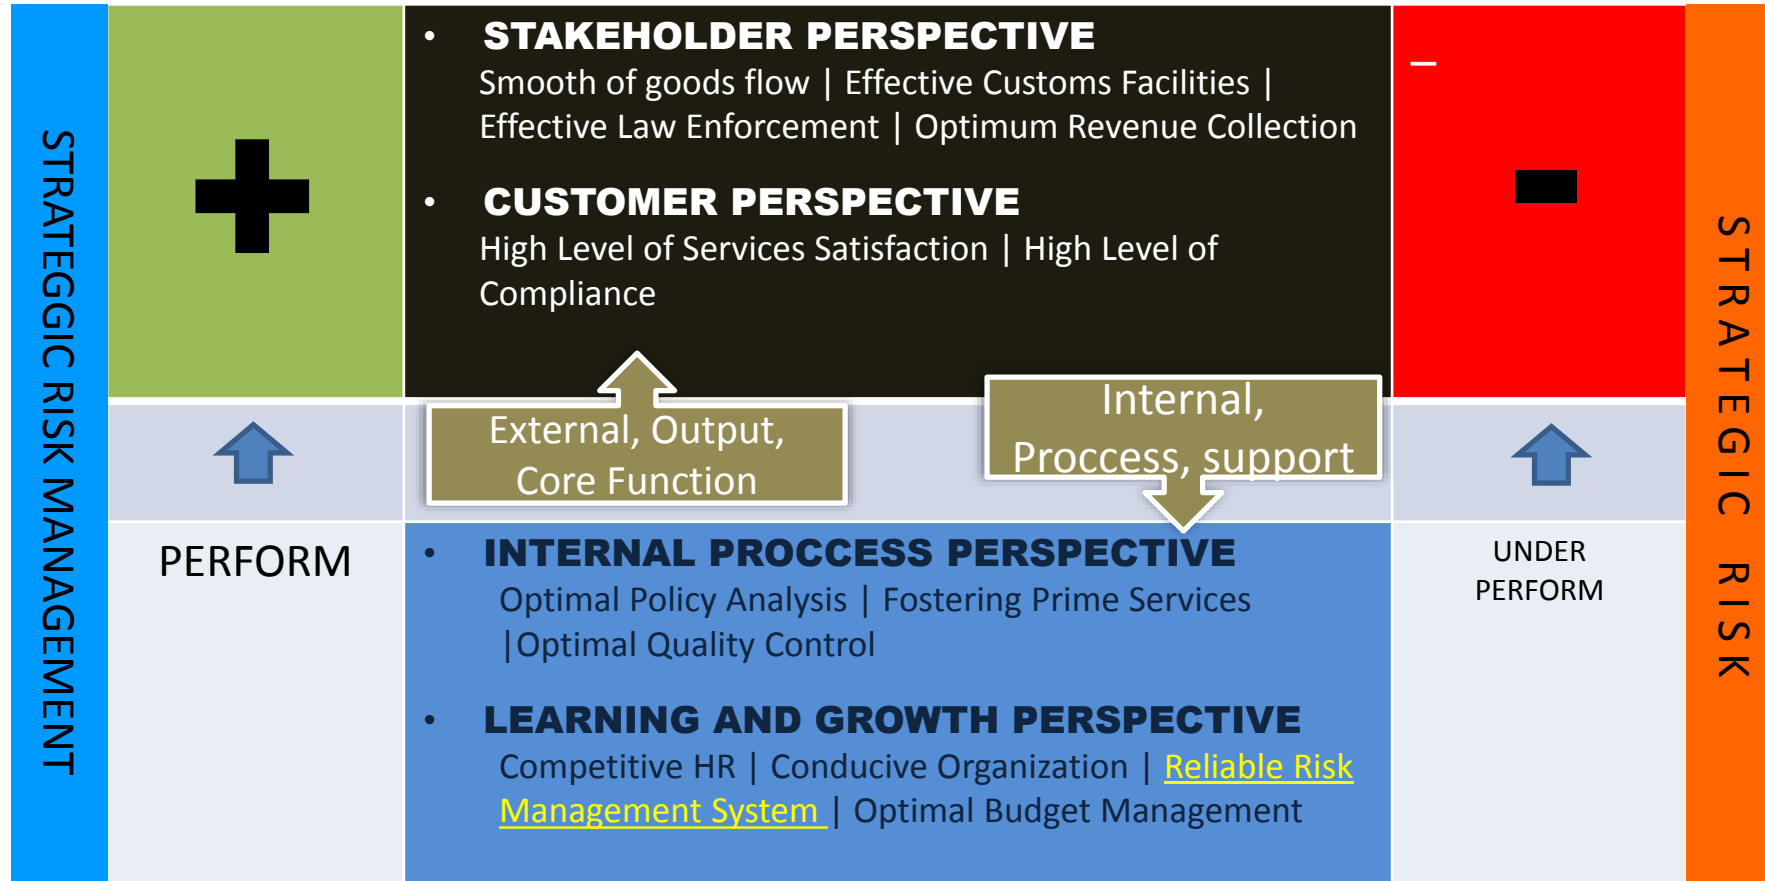 STRATEGGIC RISK MANAGEMENT
• STAKEHOLDER PERSPECTIVE
Smooth of goods flow | Effective Customs Facilities |
Effective Law Enforcement | Optimum Revenue Collection
• CUSTOMER PERSPECTIVE
High Level of Services Satisfaction | High Level of
Compliance
External, Output,
Core Function
Internal,
Proccess, support
PERFORM
• INTERNAL PROCCESS PERSPECTIVE
Optimal Policy Analysis | Fostering Prime Services
|Optimal Quality Control
• LEARNING AND GROWTH PERSPECTIVE
Competitive HR | Conducive Organization | Reliable Risk
Management System | Optimal Budget Management
–
UNDER
PERFORM
STRATEGIC RISK